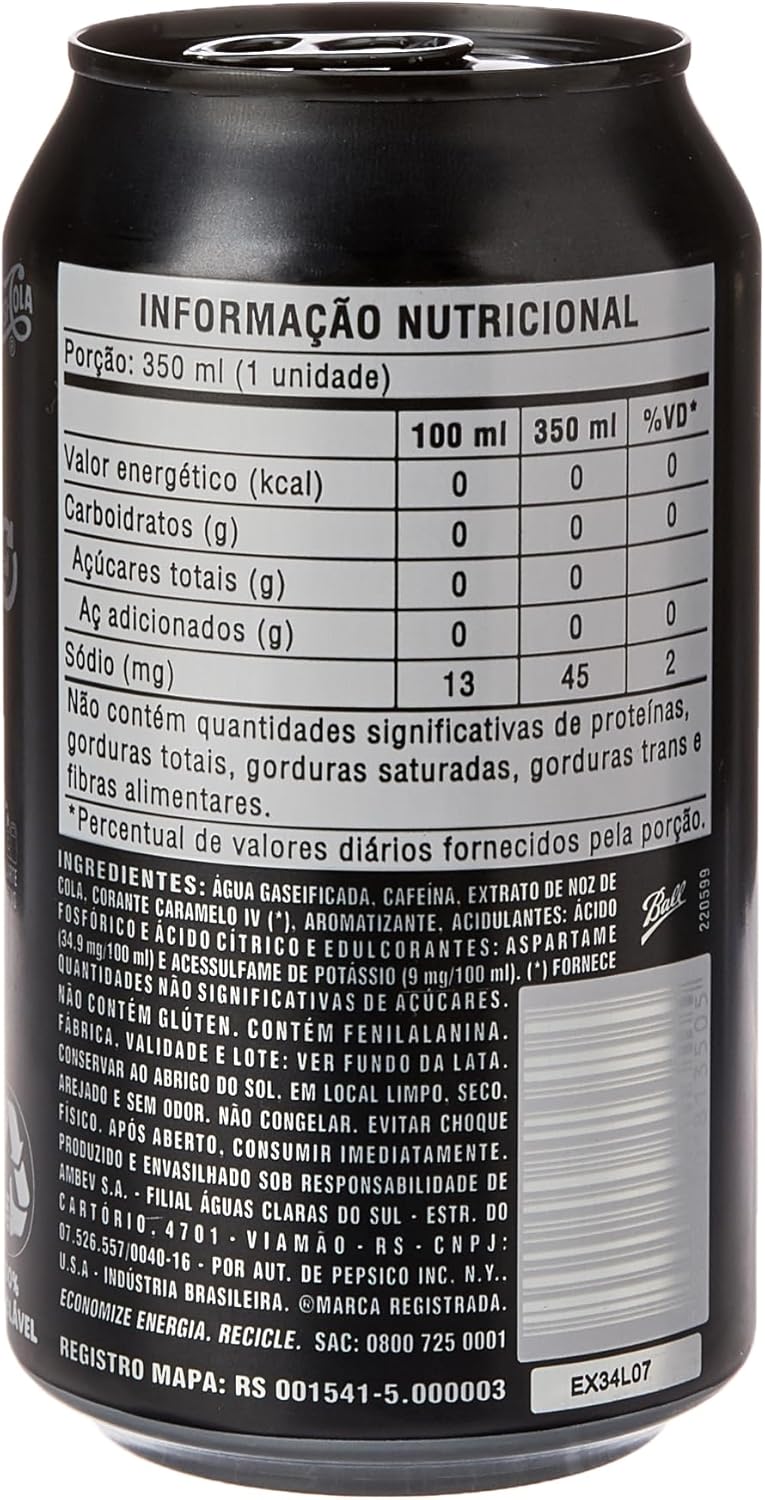 COLA
®
INFORMAÇÃO NUTRICIONAL
Porção: 350 ml (1 unidade)
100 ml 350 ml %VD*
Valor energético (kcal) 0 0 0
Carboidratos (g) 0 0 0
Açúcares totais (g) 0 0
Aç adicionados (g) 0 0 0
Sódio (mg) 13 45 2
Não contém quantidades significativas de proteínas,
gorduras totais, gorduras saturadas, gorduras trans e
fibras alimentares.
*Percentual de valores diários fornecidos pela porção.
INGREDIENTES: ÁGUA GASEIFICADA, CAFEÍNA, EXTRATO DE NOZ DE
COLA, CORANTE CARAMELO IV (*), AROMATIZANTE, ACIDULANTES: ÁCIDO
FOSFÓRICO E ÁCIDO CÍTRICO E EDULCORANTES: ASPARTAME
(34,9 mg/100 ml) E ACESSULFAME DE POTÁSSIO (9 mg/100 ml). (*) FORNECE
QUANTIDADES NÃO SIGNIFICATIVAS DE AÇÚCARES.
NÃO CONTÉM GLÚTEN. CONTÉM FENILALANINA.
FÁBRICA, VALIDADE E LOTE: VER FUNDO DA LATA.
CONSERVAR AO ABRIGO DO SOL, EM LOCAL LIMPO, SECO,
AREJADO E SEM ODOR. NÃO CONGELAR. EVITAR CHOQUE
FÍSICO. APÓS ABERTO, CONSUMIR IMEDIATAMENTE.
PRODUZIDO E ENVASILHADO SOB RESPONSABILIDADE DE
AMBEV S.A. - FILIAL ÁGUAS CLARAS DO SUL - ESTR. DO
CARTÓRIO, 4701 - VIAMÃO - RS - CNPJ:
07.526.557/0040-16 - POR AUT. DE PEPSICO INC. N.Y.,
U.S.A - INDÚSTRIA BRASILEIRA. ®MARCA REGISTRADA.
ECONOMIZE ENERGIA. RECICLE. SAC: 0800 725 0001
REGISTRO MAPA: RS 001541-5.000003
Ball
220599
EX34L07